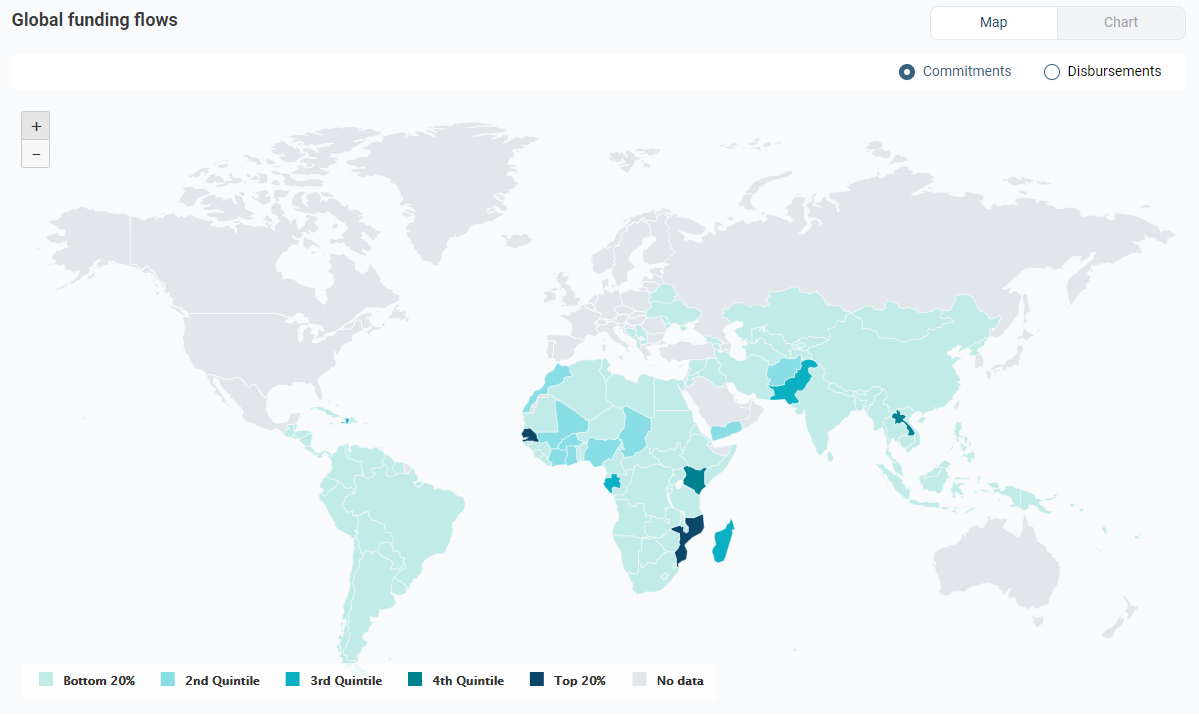 Global funding flows
Map Chart
Commitments Disbursements
+
−
Bottom 20% 2nd Quintile 3rd Quintile 4th Quintile Top 20% No data